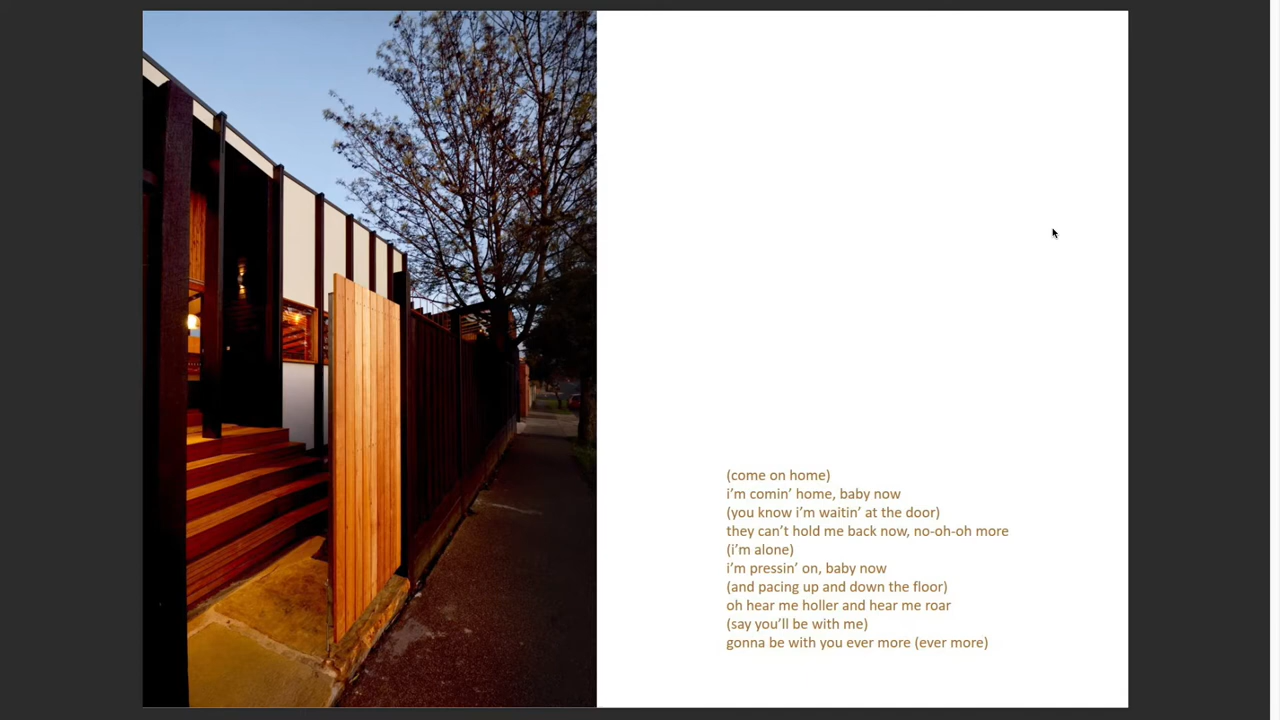 (come on home)
i’m comin’ home, baby now
(you know i’m waitin’ at the door)
they can’t hold me back now, no-oh-oh more
(i’m alone)
i’m pressin’ on, baby now
(and pacing up and down the floor)
oh hear me holler and hear me roar
(say you’ll be with me)
gonna be with you ever more (ever more)